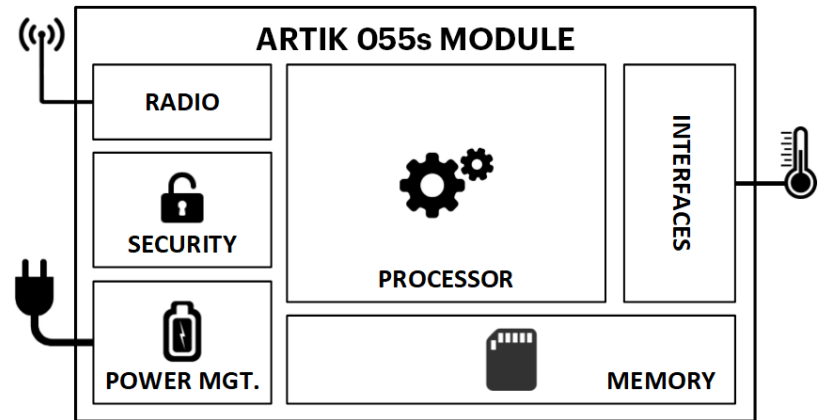 ARTIK 055s MODULE
RADIO
SECURITY
POWER MGT.
PROCESSOR
INTERFACES
MEMORY